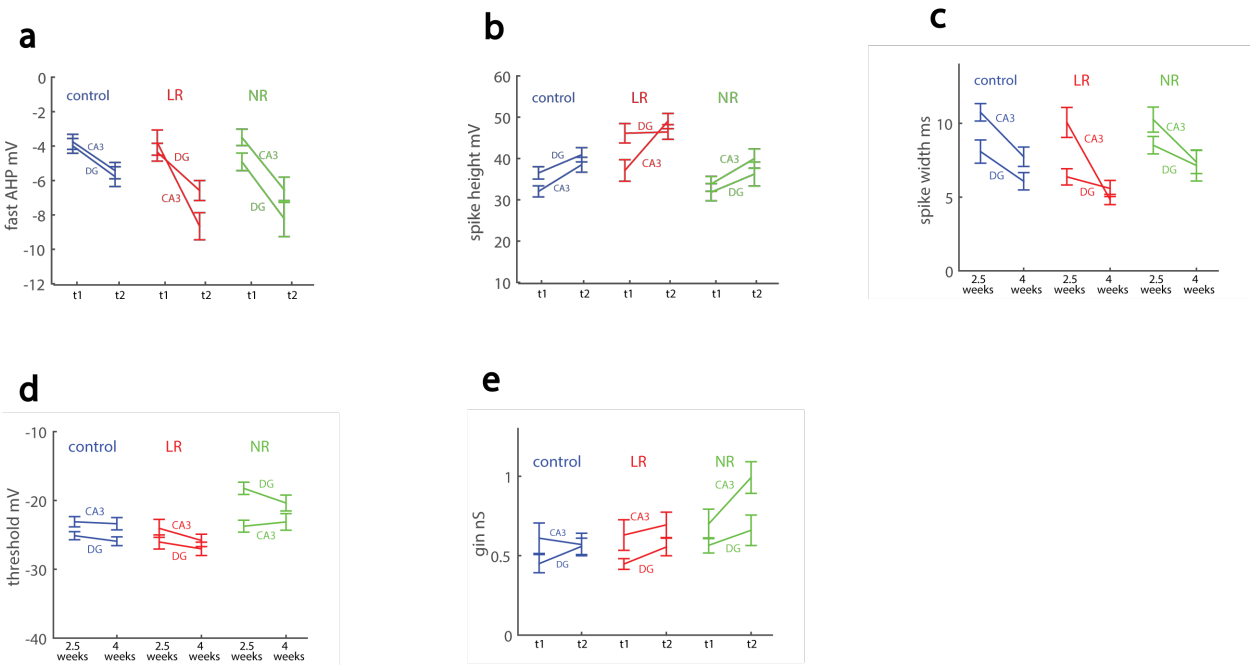 a
fast AHP mV
0
-2
-4
-6
-8
-10
-12
control
LR
NR
CA3
DG
DG
CA3
CA3
DG
t1
t2
t1
t2
t1
t2
b
spike height mV
60
50
40
30
20
10
control
LR
NR
DG
CA3
DG
CA3
CA3
DG
t1
t2
t1
t2
t1
t2
c
spike width ms
10
5
0
control
LR
NR
CA3
DG
CA3
DG
CA3
DG
2.5
weeks
4
weeks
2.5
weeks
4
weeks
2.5
weeks
4
weeks
d
threshold mV
-10
-20
-30
-40
control
LR
NR
CA3
DG
CA3
DG
DG
CA3
2.5
weeks
4
weeks
2.5
weeks
4
weeks
2.5
weeks
4
weeks
e
gin nS
1
0.5
0
control
LR
NR
CA3
DG
CA3
DG
CA3
DG
t1
t2
t1
t2
t1
t2